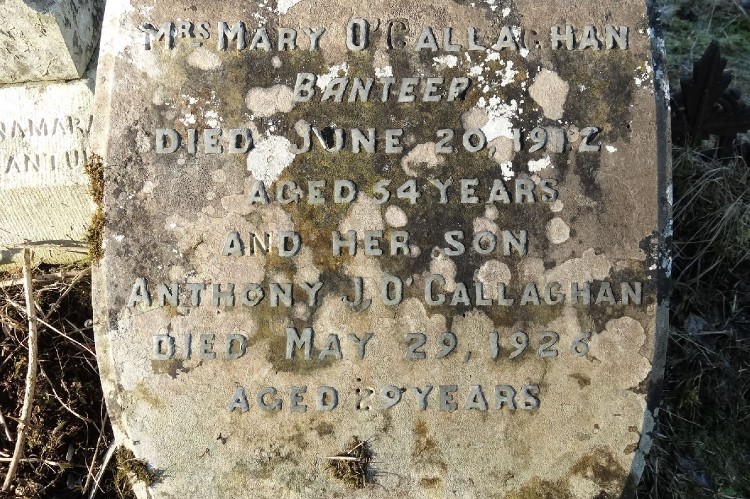 MRS MARY O'CALLAGHAN
BANTEER
DIED JUNE 20, 1912
AGED 54 YEARS
AND HER SON
ANTHONY J. O'CALLAGHAN
DIED MAY 29, 1926
AGED 29 YEARS